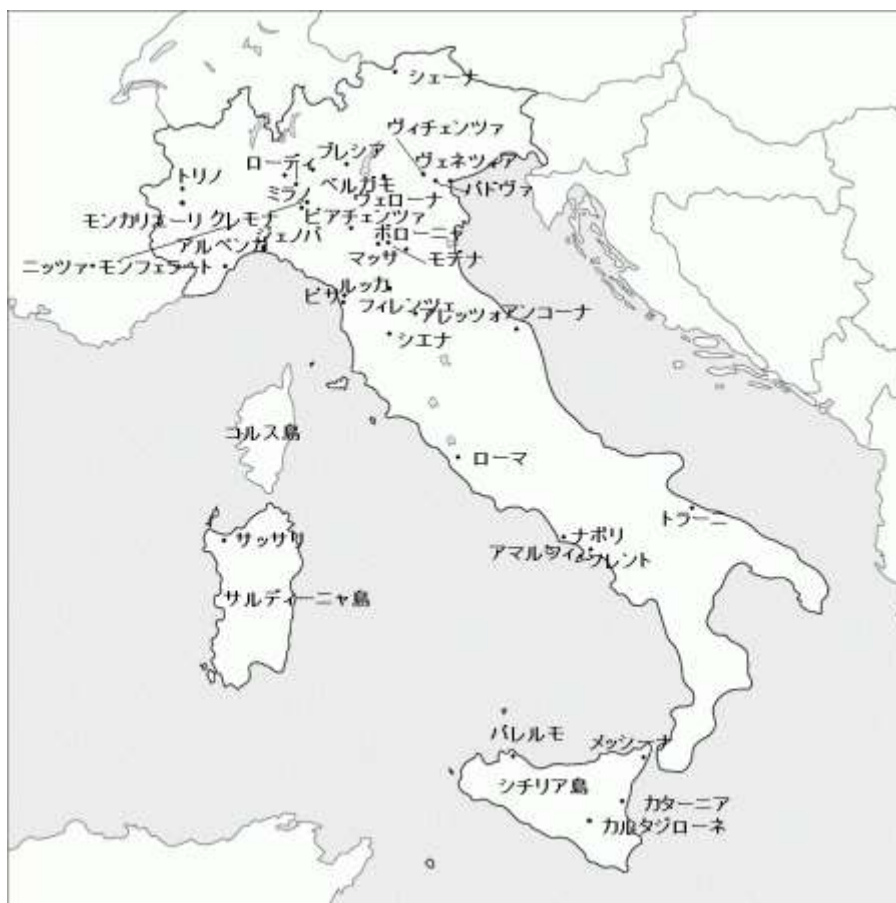 シェーナ
ヴィチェンツァ
ブレシア
ローディ
ヴェネツィア
トリノ
ベルガモ
パドヴァ
ミラノ
ヴェローナ
モンカリエーリ
クレモナ
ピアチェンツァ
ジェノバ
ボローニャ
アルベンガ
マッサ
モデナ
ニッツァ・モンフェラート
ルッカ
ピサ
フィレンツェ
アレッツォ
アンコーナ
シエナ
コルス島
ローマ
トラーニ
ナポリ
サッサリ
アマルフィ
サルディーニャ島
パレルモ
メッシーナ
シチリア島
カターニア
カルタジローネ